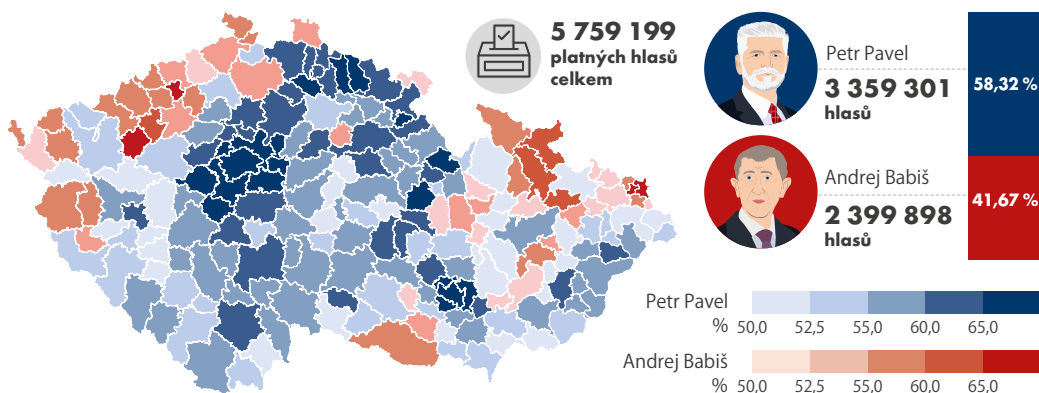 5 759 199
platných hlasů
celkem
Petr Pavel
3 359 301
hlasů
58,32 %
Andrej Babiš
2 399 898
hlasů
41,67 %
Petr Pavel
% 50,0 52,5 55,0 60,0 65,0
Andrej Babiš
% 50,0 52,5 55,0 60,0 65,0